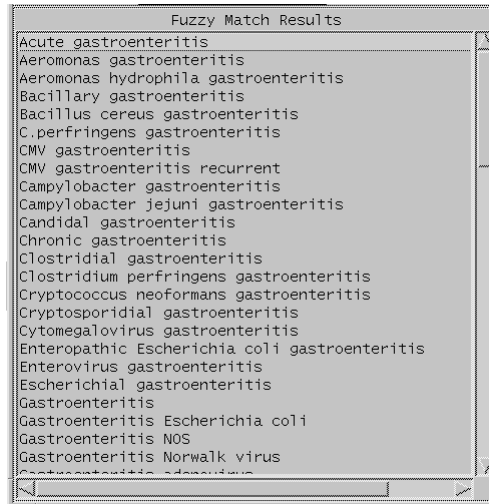 Fuzzy Match Results
Acute gastroenteritis
Aeromonas gastroenteritis
Aeromonas hydrophila gastroenteritis
Bacillary gastroenteritis
Bacillus cereus gastroenteritis
C.perfringens gastroenteritis
CMV gastroenteritis
CMV gastroenteritis recurrent
Campylobacter gastroenteritis
Campylobacter jejuni gastroenteritis
Candidal gastroenteritis
Chronic gastroenteritis
Clostridial gastroenteritis
Clostridium perfringens gastroenteritis
Cryptococcus neoformans gastroenteritis
Cryptosporidial gastroenteritis
Cytomegalovirus gastroenteritis
Enteropathic Escherichia coli gastroenteritis
Enterovirus gastroenteritis
Escherichial gastroenteritis
Gastroenteritis
Gastroenteritis Escherichia coli
Gastroenteritis NOS
Gastroenteritis Norwalk virus
Gastroenteritis adenovirus